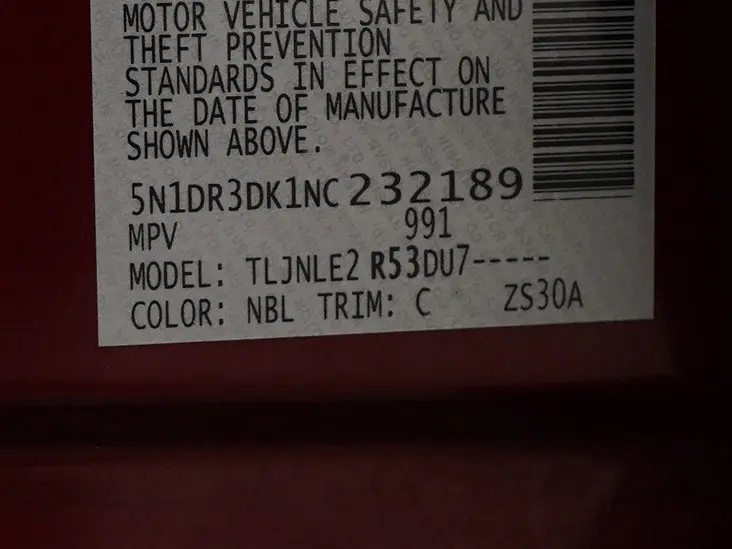 MOTOR VEHICLE SAFETY AND
THEFT PREVENTION
STANDARDS IN EFFECT ON
THE DATE OF MANUFACTURE
SHOWN ABOVE.
5N1DR3DK1NC232189
MPV 991
MODEL: TLJNLE2 R53DU7-----
COLOR: NBL TRIM: C ZS30A